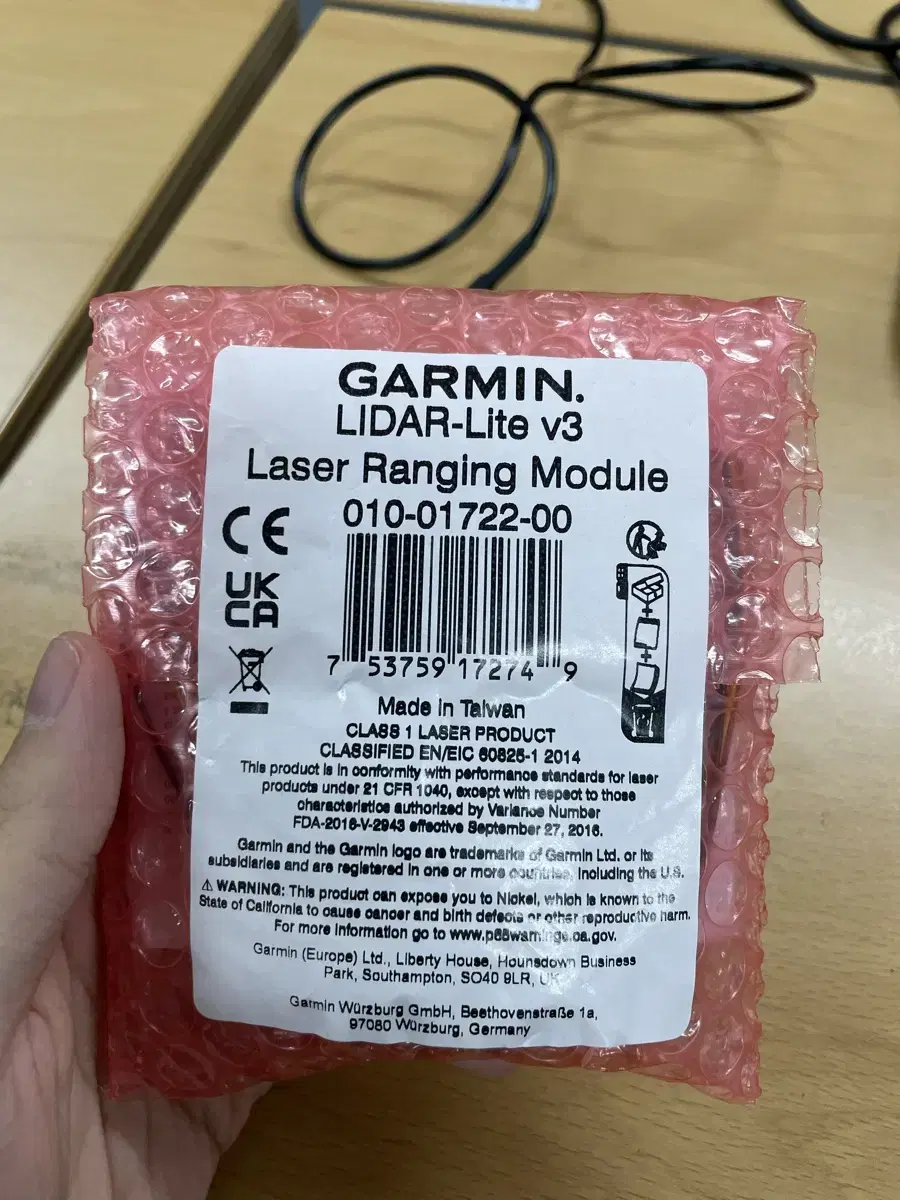 GARMIN.
LIDAR-Lite v3
Laser Ranging Module
010-01722-00
CE
UK
CA
7 53759 17274 9
Made in Taiwan
CLASS 1 LASER PRODUCT
CLASSIFIED EN/EIC 60825-1 2014
This product is in conformity with performance standards for laser
products under 21 CFR 1040, except with respect to those
characteristics authorized by Variance Number
FDA-2016-V-2943 effective September 27, 2016.
Garmin and the Garmin logo are trademarks of Garmin Ltd. or its
subsidiaries and are registered in one or more countries, including the U.S.
⚠ WARNING: This product can expose you to Nickel, which is known to the
State of California to cause cancer and birth defects or other reproductive harm.
For more information go to www.p65warnings.ca.gov.
Garmin (Europe) Ltd., Liberty House, Hounsdown Business
Park, Southampton, SO40 9LR, UK
Garmin Würzburg GmbH, Beethovenstraße 1a,
97080 Würzburg, Germany